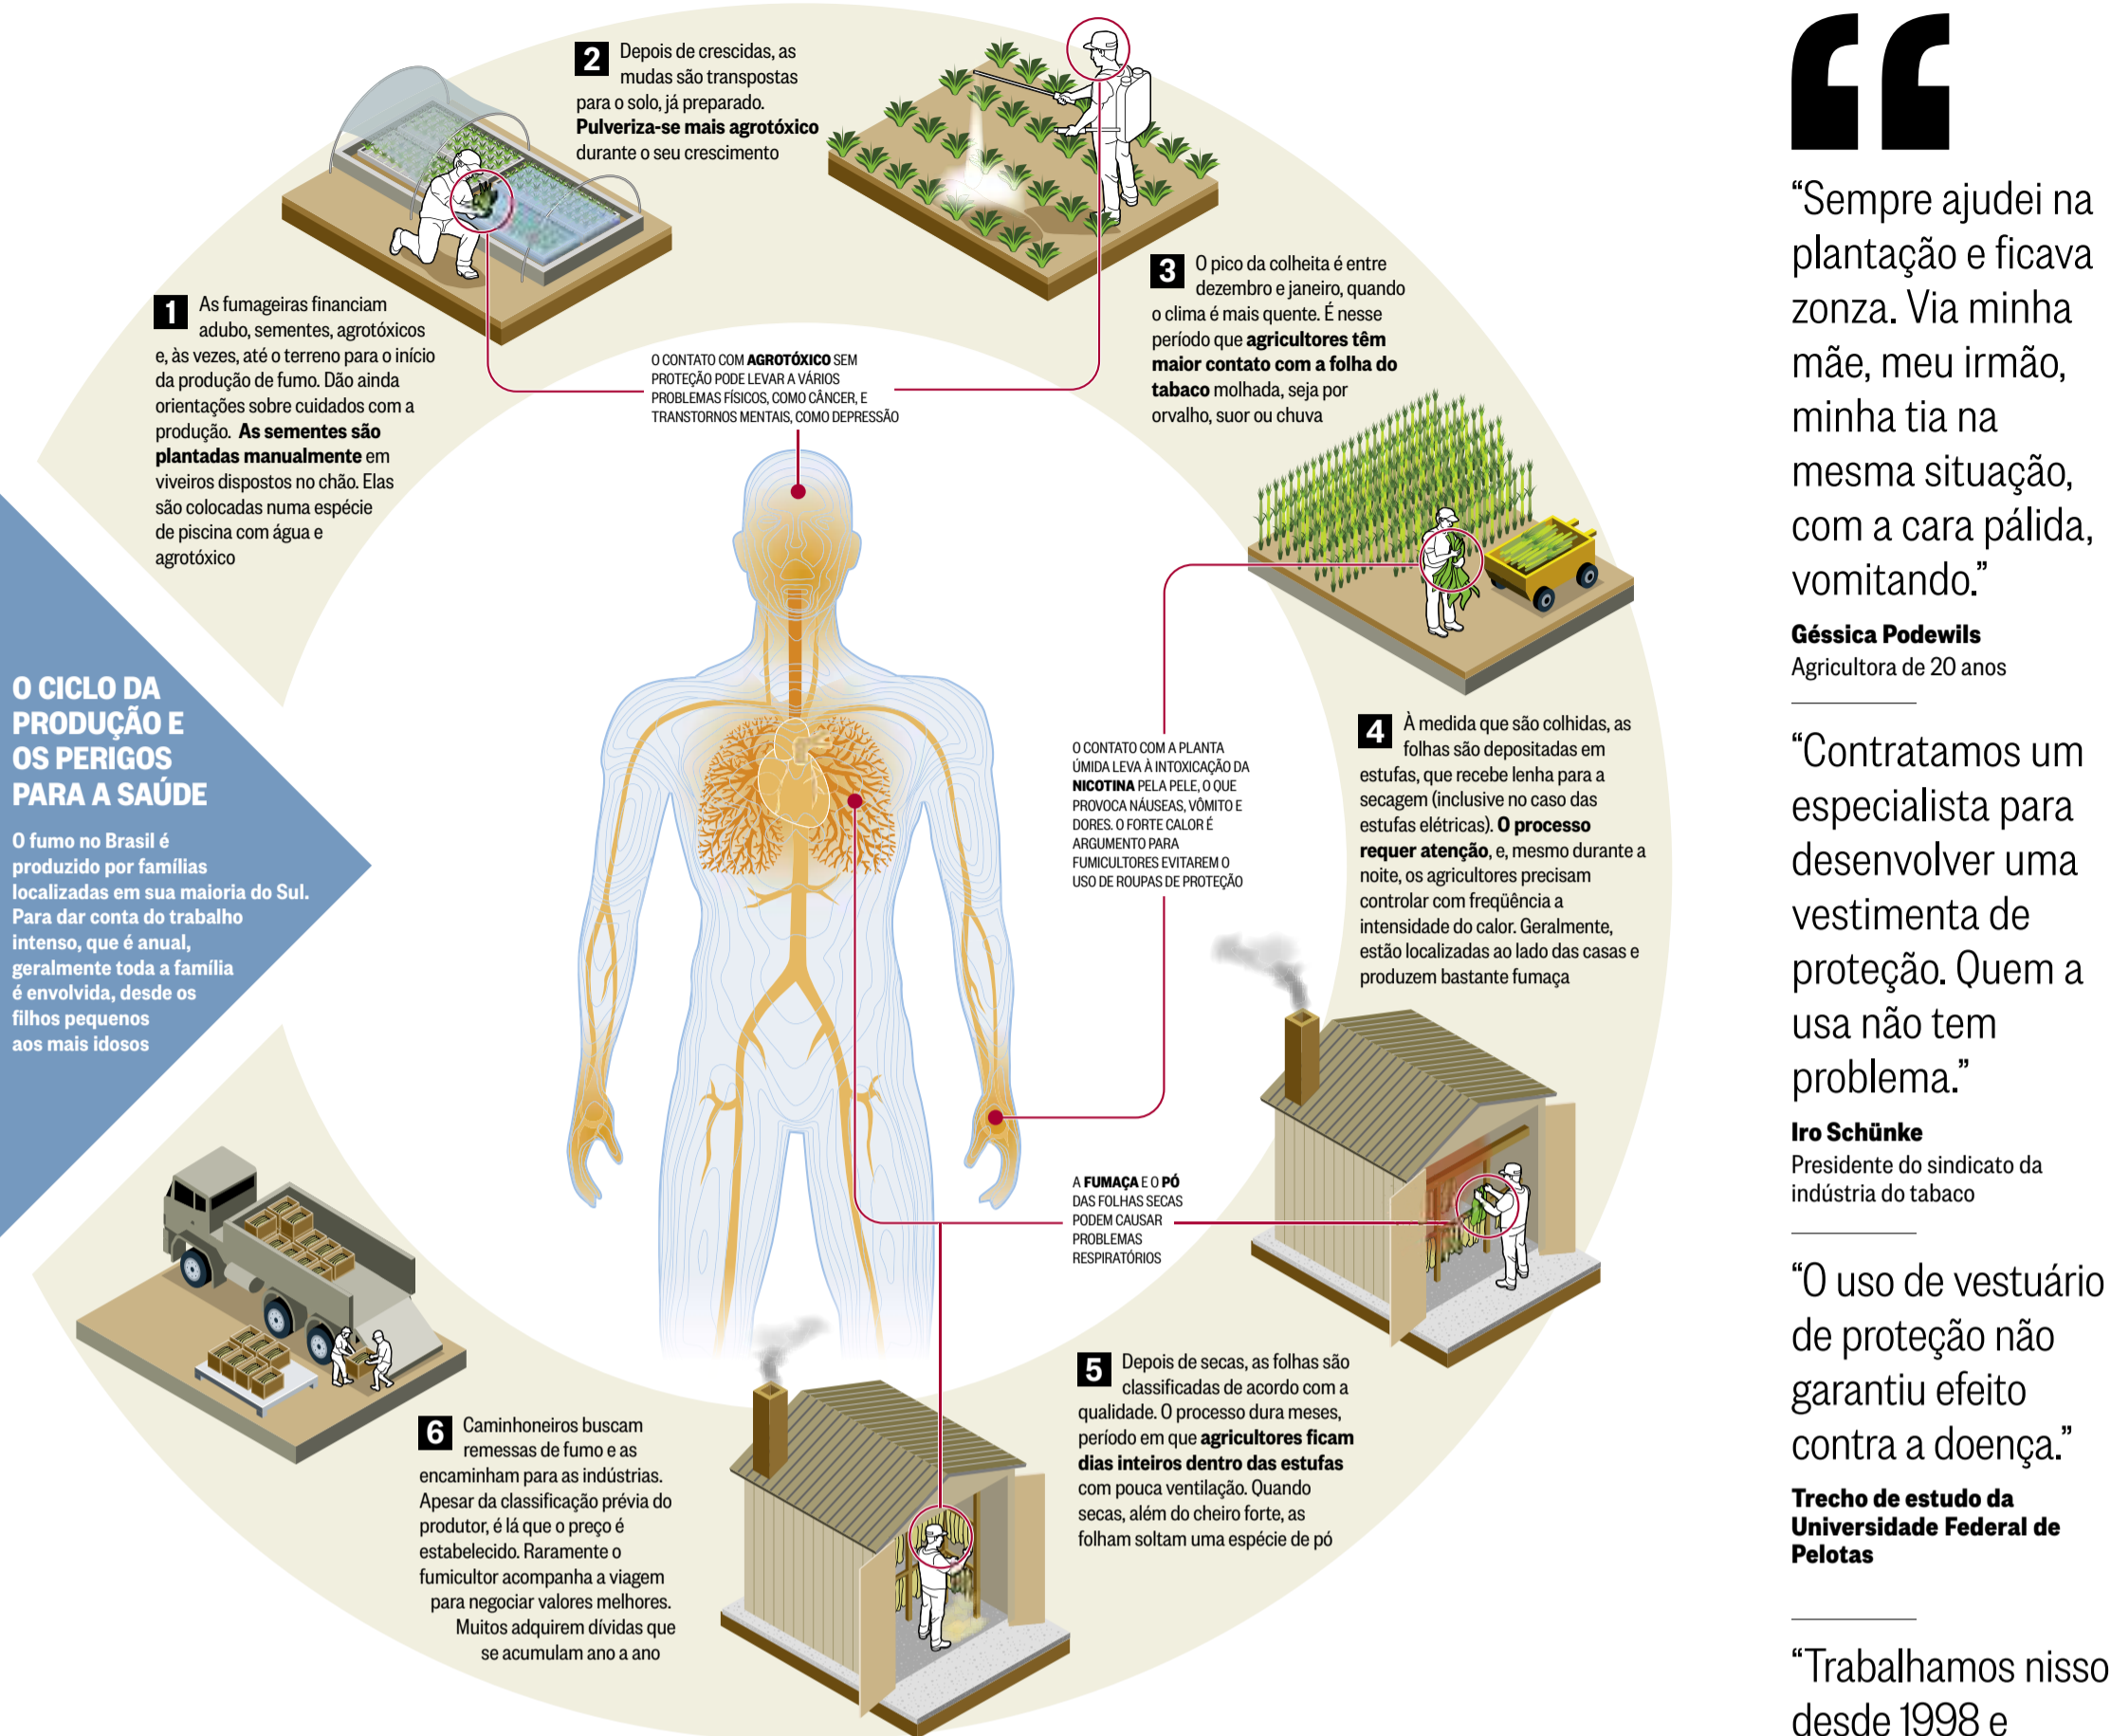 O CICLO DA
PRODUÇÃO E
OS PERIGOS
PARA A SAÚDE
O fumo no Brasil é
produzido por famílias
localizadas em sua maioria do Sul.
Para dar conta do trabalho
intenso, que é anual,
geralmente toda a família
é envolvida, desde os
filhos pequenos
aos mais idosos
1 As fumageiras financiam
adubo, sementes, agrotóxicos
e, às vezes, até o terreno para o início
da produção de fumo. Dão ainda
orientações sobre cuidados com a
produção. As sementes são
plantadas manualmente em
viveiros dispostos no chão. Elas
são colocadas numa espécie
de piscina com água e
agrotóxico
2 Depois de crescidas, as
mudas são transpostas
para o solo, já preparado.
Pulveriza-se mais agrotóxico
durante o seu crescimento
O CONTATO COM AGROTÓXICO SEM
PROTEÇÃO PODE LEVAR A VÁRIOS
PROBLEMAS FÍSICOS, COMO CÂNCER, E
TRANSTORNOS MENTAIS, COMO DEPRESSÃO
3 O pico da colheita é entre
dezembro e janeiro, quando
o clima é mais quente. É nesse
período que agricultores têm
maior contato com a folha do
tabaco molhada, seja por
orvalho, suor ou chuva
O CONTATO COM A PLANTA
ÚMIDA LEVA À INTOXICAÇÃO DA
NICOTINA PELA PELE, O QUE
PROVOCA NÁUSEAS, VÔMITO E
DORES. O FORTE CALOR É
ARGUMENTO PARA
FUMICULTORES EVITAREM O
USO DE ROUPAS DE PROTEÇÃO
4 À medida que são colhidas, as
folhas são depositadas em
estufas, que recebe lenha para a
secagem (inclusive no caso das
estufas elétricas). O processo
requer atenção, e, mesmo durante a
noite, os agricultores precisam
controlar com freqüência a
intensidade do calor. Geralmente,
estão localizadas ao lado das casas e
produzem bastante fumaça
A FUMAÇA E O PÓ
DAS FOLHAS SECAS
PODEM CAUSAR
PROBLEMAS
RESPIRATÓRIOS
5 Depois de secas, as folhas são
classificadas de acordo com a
qualidade. O processo dura meses,
período em que agricultores ficam
dias inteiros dentro das estufas
com pouca ventilação. Quando
secas, além do cheiro forte, as
folham soltam uma espécie de pó
6 Caminhoneiros buscam
remessas de fumo e as
encaminham para as indústrias.
Apesar da classificação prévia do
produtor, é lá que o preço é
estabelecido. Raramente o
fumicultor acompanha a viagem
para negociar valores melhores.
Muitos adquirem dívidas que
se acumulam ano a ano
“
“Sempre ajudei na
plantação e ficava
zonza. Via minha
mãe, meu irmão,
minha tia na
mesma situação,
com a cara pálida,
vomitando.”
Géssica Podewils
Agricultora de 20 anos
“Contratamos um
especialista para
desenvolver uma
vestimenta de
proteção. Quem a
usa não tem
problema.”
Iro Schünke
Presidente do sindicato da
indústria do tabaco
“O uso de vestuário
de proteção não
garantiu efeito
contra a doença.”
Trecho de estudo da
Universidade Federal de
Pelotas
“Trabalhamos nisso
desde 1998 e